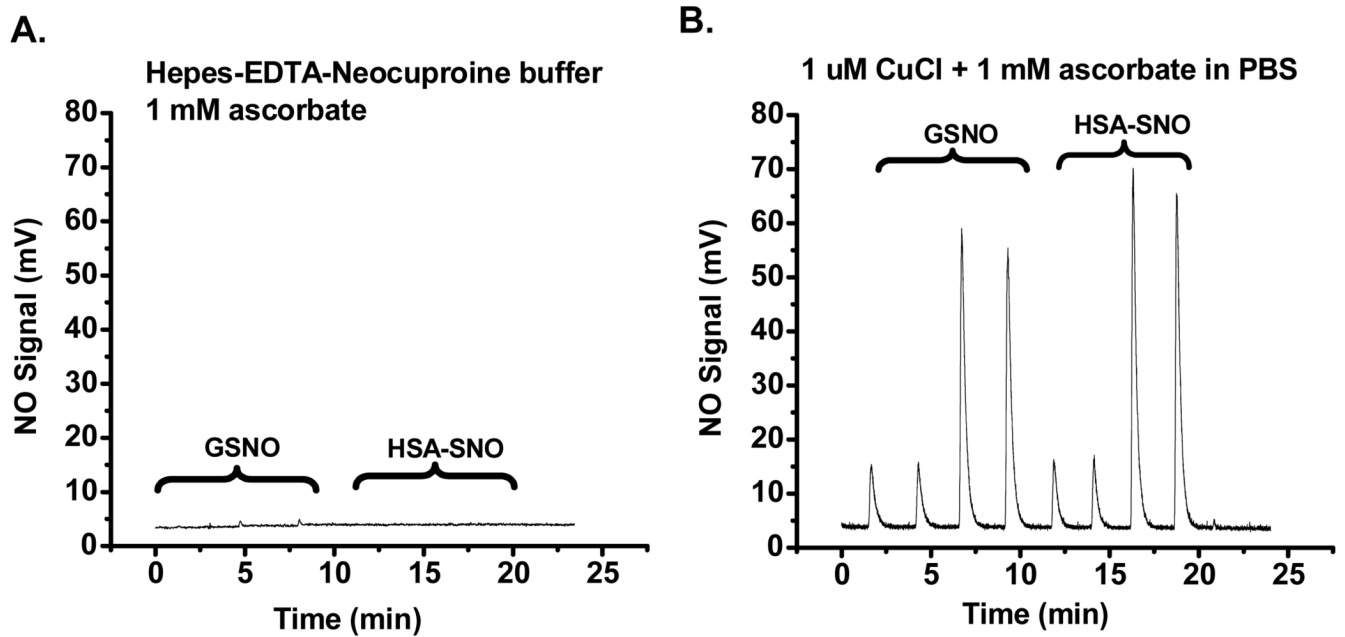 A.
Hepes-EDTA-Neocuproine buffer
1 mM ascorbate
80
70
60
50
40
30
20
10
0
NO Signal (mV)
GSNO
HSA-SNO
0 5 10 15 20 25
Time (min)
B.
1 uM CuCl + 1 mM ascorbate in PBS
80
70
60
50
40
30
20
10
0
NO Signal (mV)
GSNO
HSA-SNO
0 5 10 15 20 25
Time (min)